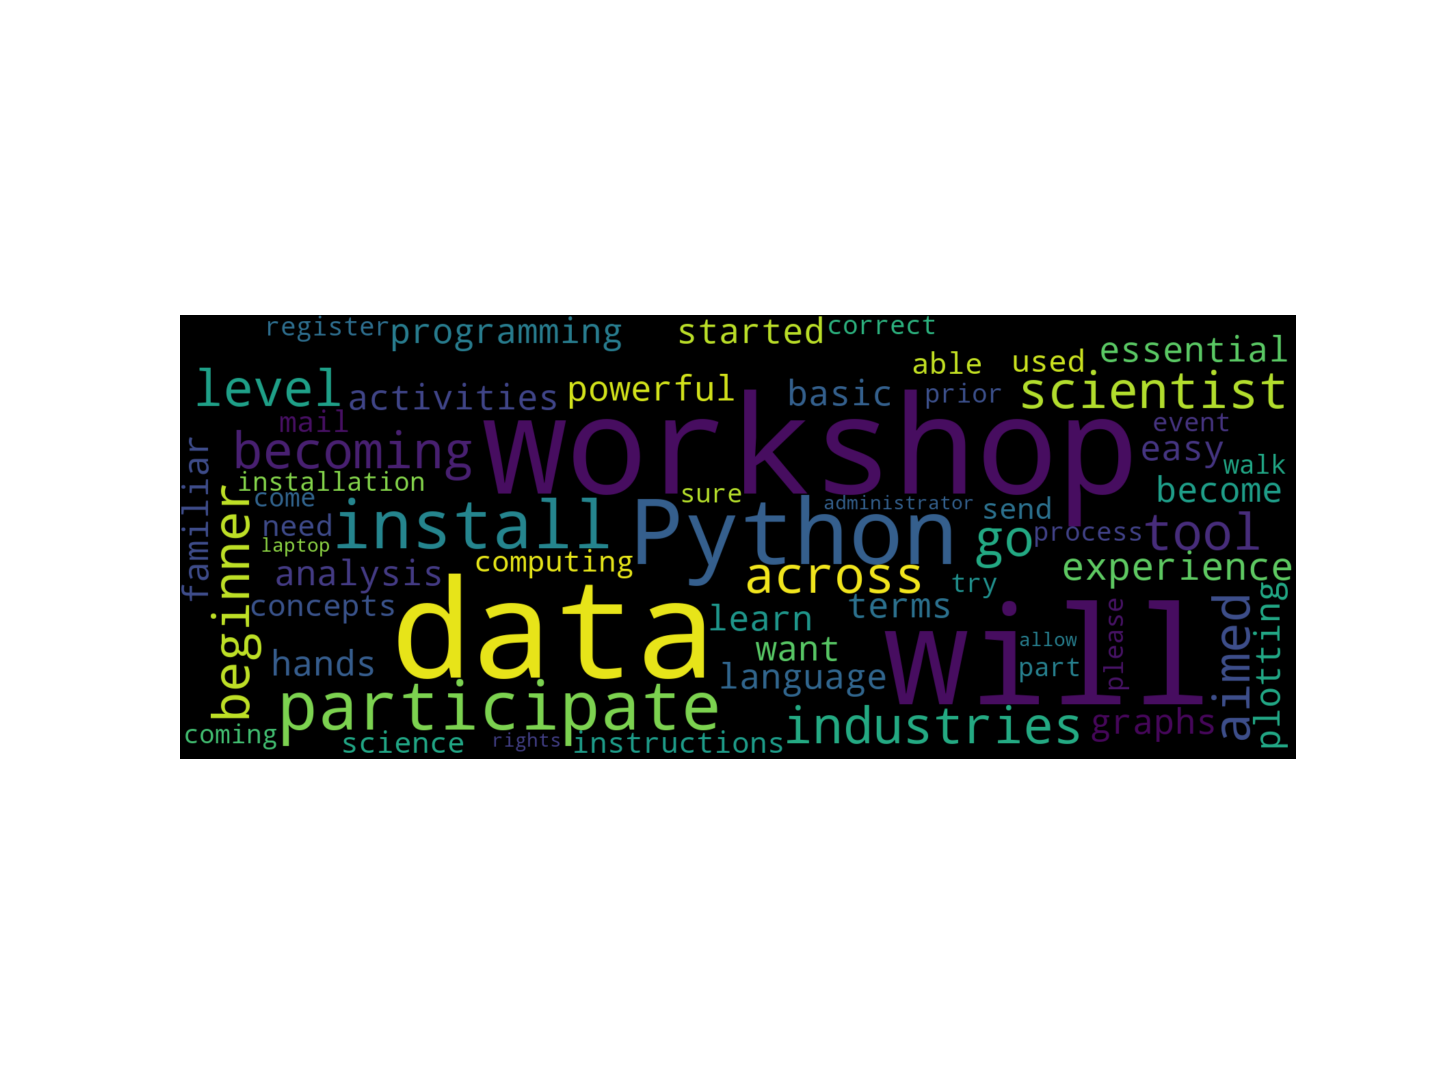 register programming started correct
able used essential
level activities powerful basic prior scientist
mail workshop event
becoming easy
familiar installation walk
come sure administrator become
beginner need install Python send
laptop go process tool
computing
analysis across try experience
concepts data learn terms
will please aimed plotting
want allow
hands language part
participate industries graphs
coming science rights instructions